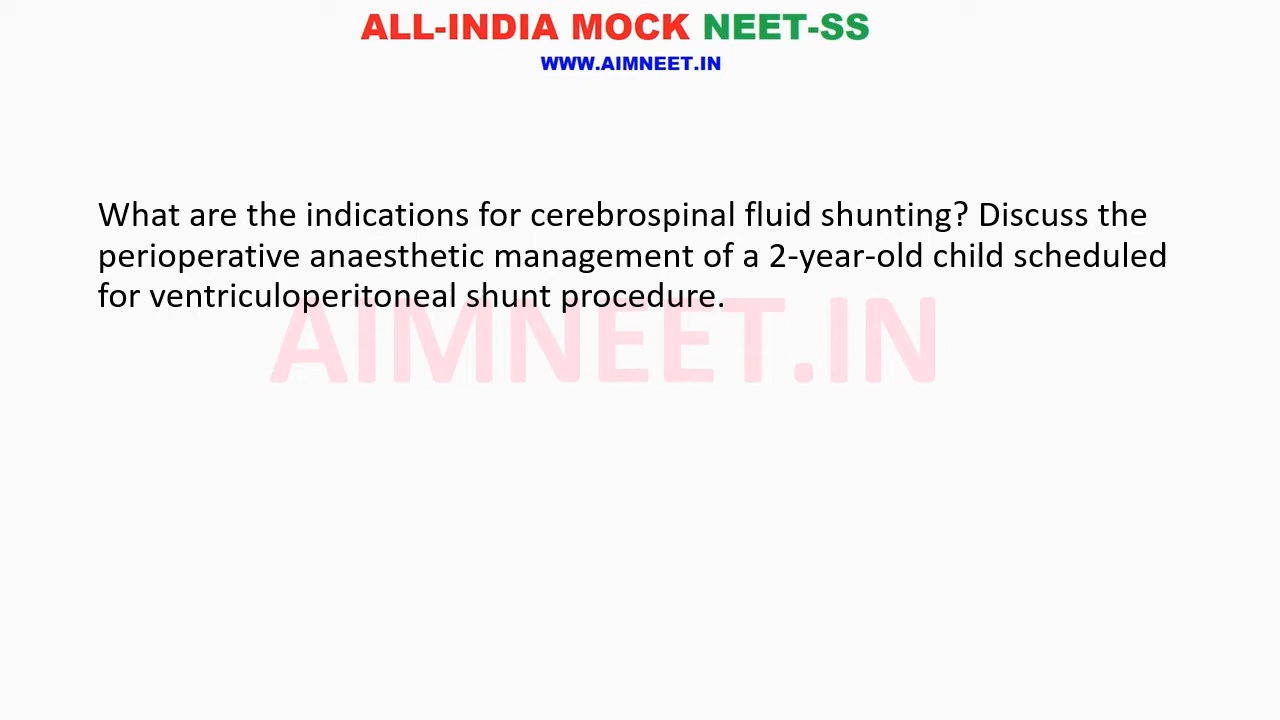 ALL-INDIA MOCK NEET-SS
WWW.AIMNEET.IN
What are the indications for cerebrospinal fluid shunting? Discuss the
perioperative anaesthetic management of a 2-year-old child scheduled
for ventriculoperitoneal shunt procedure.
AIMNEET.IN